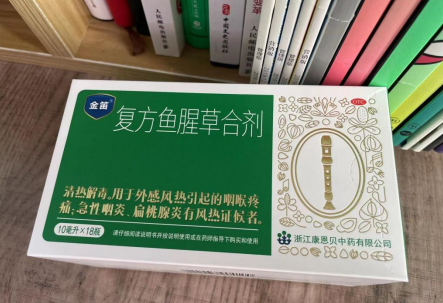 金笛
复方鱼腥草合剂
OTC
清热解毒。用于外感风热引起的咽喉疼
痛;急性咽炎、扁桃腺炎有风热证候者。
10毫升×18瓶
请仔细阅读说明书并按说明使用或在药师指导下购买和使用
浙江康恩贝中药有限公司